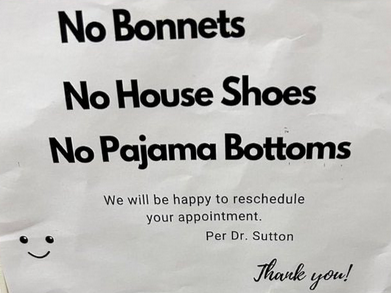 No Bonnets
No House Shoes
No Pajama Bottoms
We will be happy to reschedule
your appointment.
Per Dr. Sutton
Thank you!